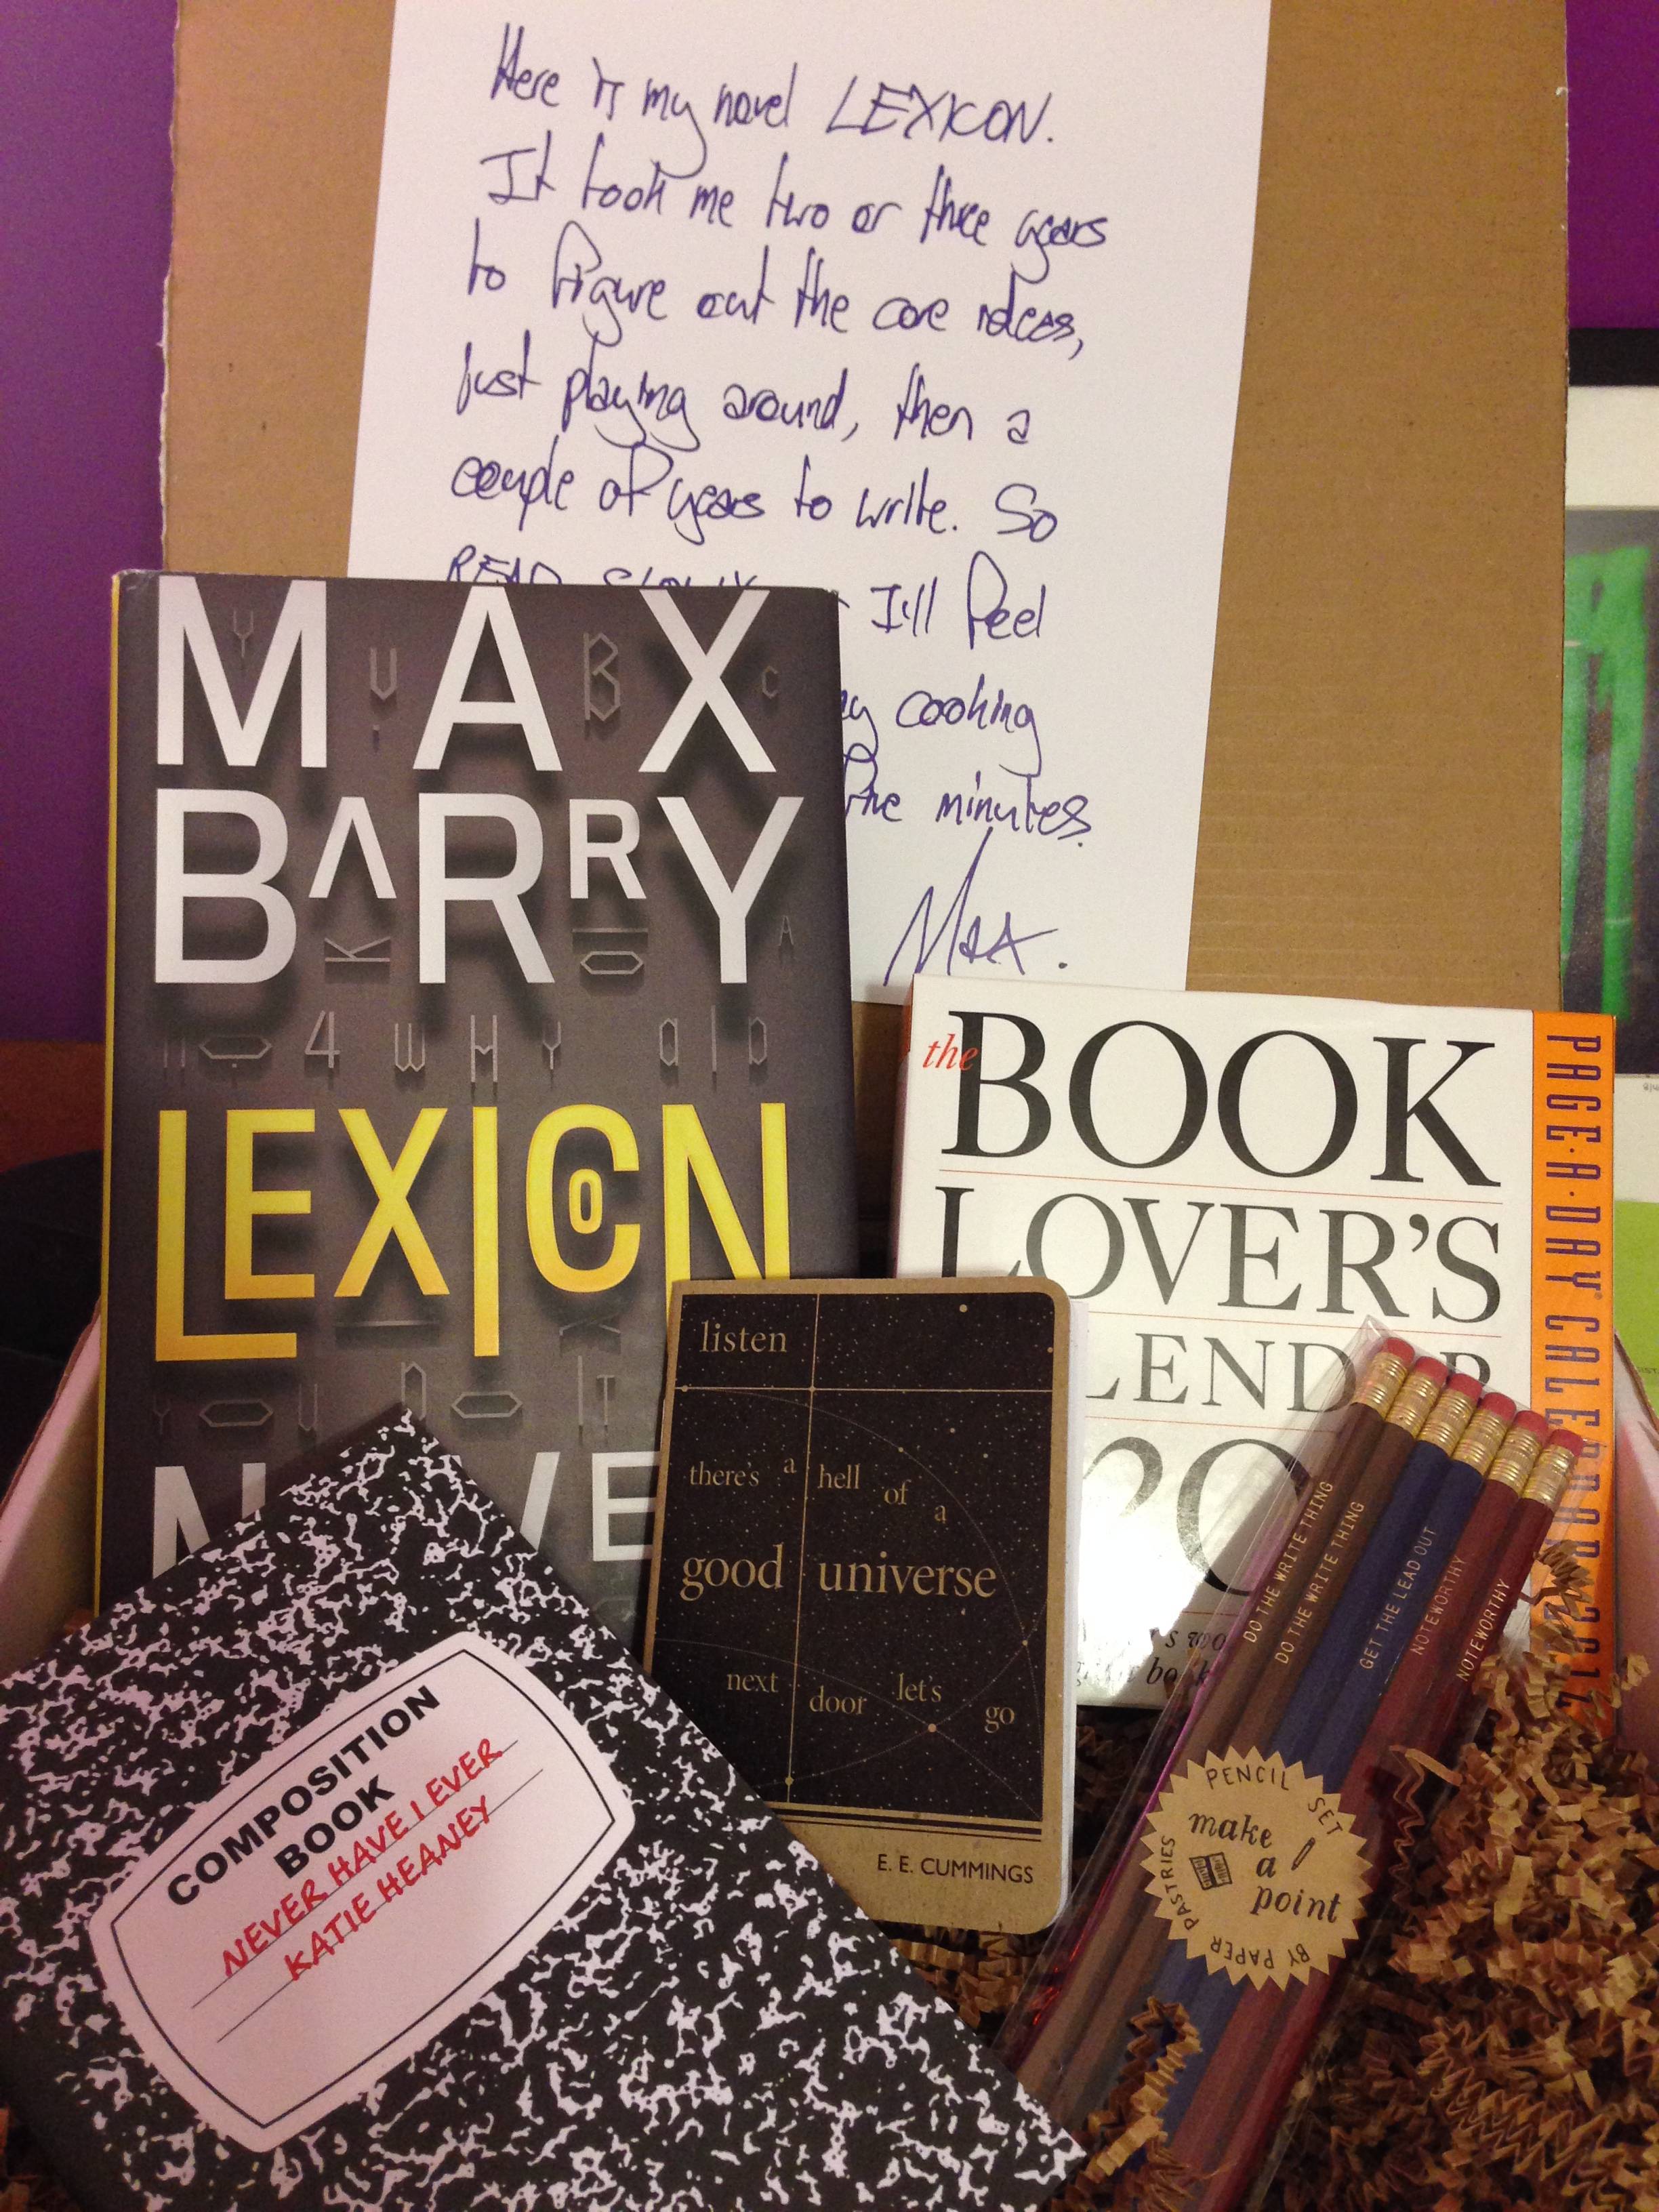 Here is my novel LEXICON.
It took me two or three years
to figure out the core ideas,
just playing around, then a
couple of years to write. So
READ SLOWLY
I'll feel
cooking
minutes.
Max.
MAX
BARRY
LEXICON
the
BOOK
LOVER'S
PAGE-A-DAY CALENDAR
listen
there's a hell of a
good universe
next door let's go
E. E. CUMMINGS
COMPOSITION
BOOK
NEVER HAVE I EVER
KATIE HEANEY
DO THE WRITE THING
DO THE WRITE THING
GET THE LEAD OUT
NOTEWORTHY
NOTEWORTHY
PENCIL SET
make
a
point
BY PAPER PASTRIES